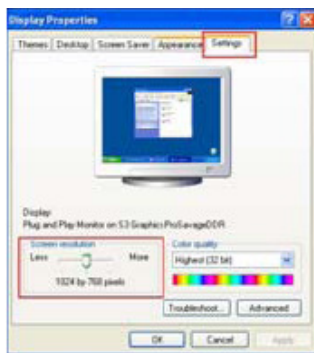 Display Properties
Themes Desktop Screen Saver Appearance Settings
Display:
Plug and Play Monitor on S3 Graphics ProSavageDDR
Screen resolution
Less More
1024 by 768 pixels
Color quality
Highest (32 bit)
Troubleshoot... Advanced
OK Cancel Apply